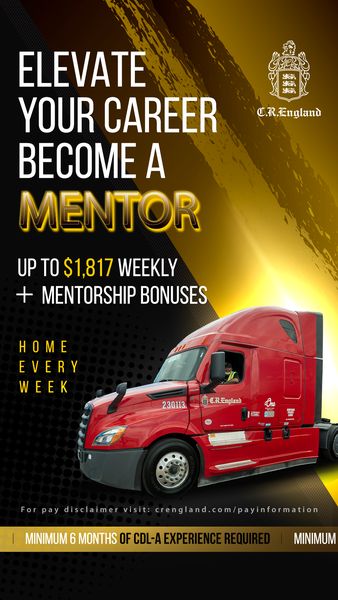 C.R.England
ELEVATE
YOUR CAREER
BECOME A
MENTOR
UP TO $1,817 WEEKLY
+ MENTORSHIP BONUSES
HOME
EVERY
WEEK
230113
C.R.England
For pay disclaimer visit: crengland.com/payinformation
| MINIMUM 6 MONTHS OF CDL-A EXPERIENCE REQUIRED | MINIMUM